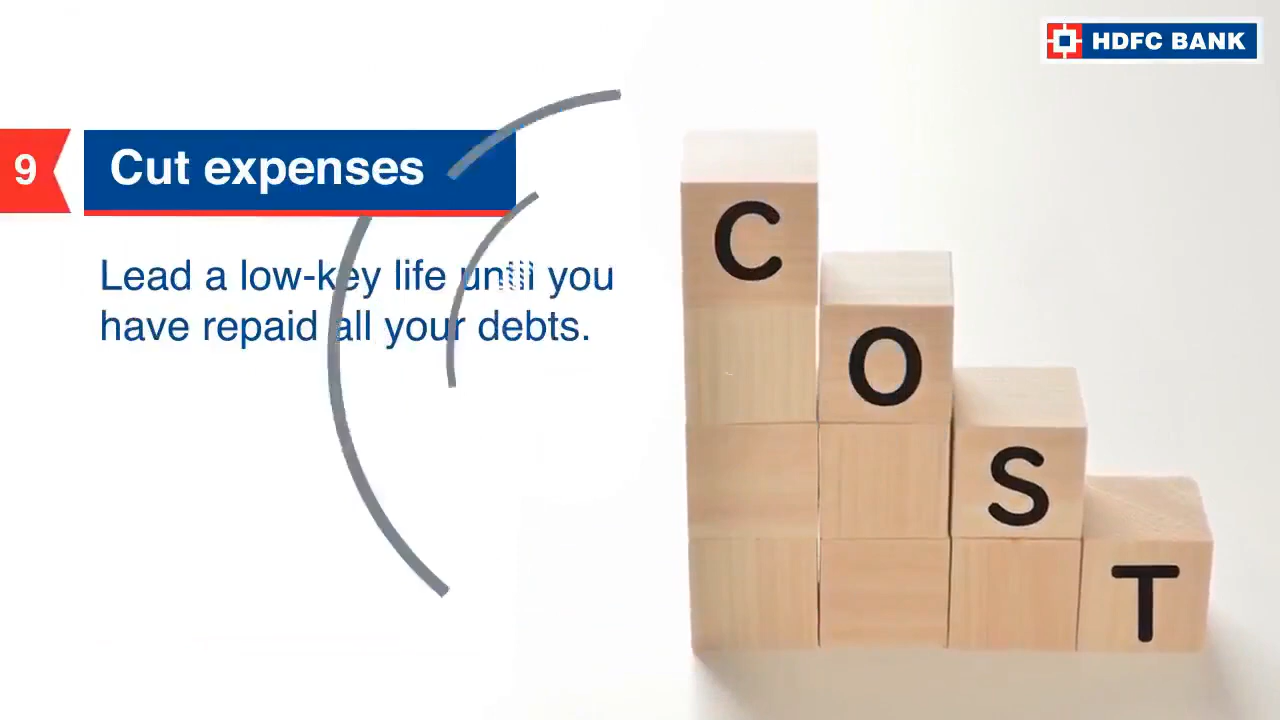 HDFC BANK
9
Cut expenses
Lead a low-key life until you
have repaid all your debts.
C
O
S
T